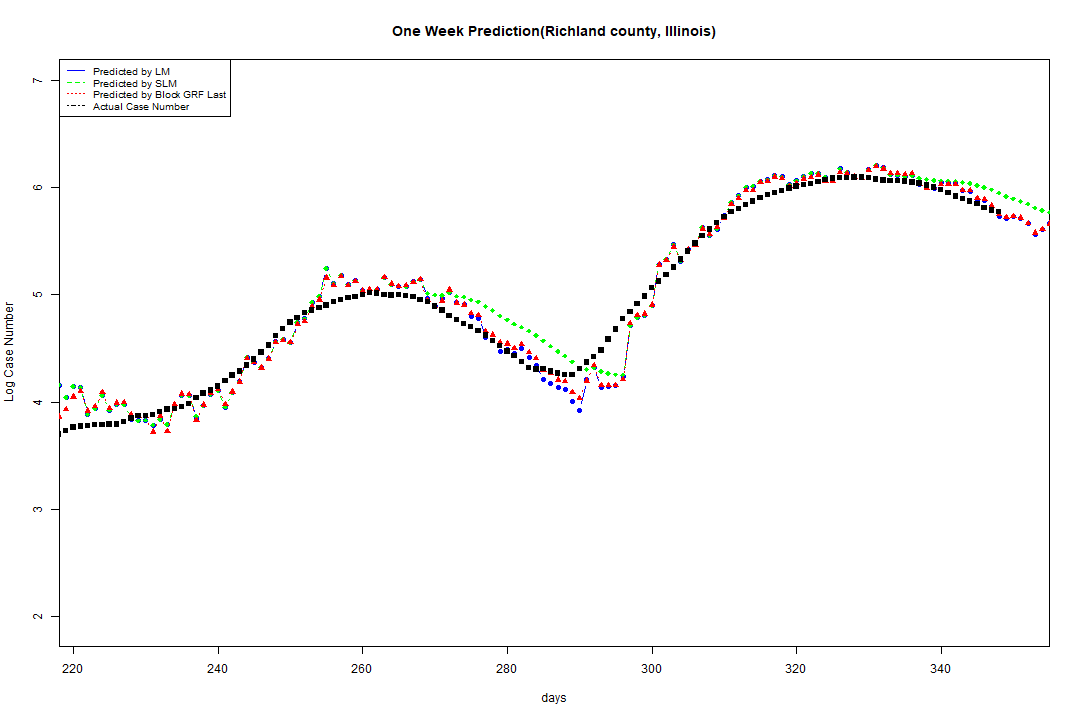 One Week Prediction(Richland county, Illinois)
Predicted by LM
Predicted by SLM
Predicted by Block GRF Last
Actual Case Number
7
6
5
4
3
2
Log Case Number
220 240 260 280 300 320 340
days